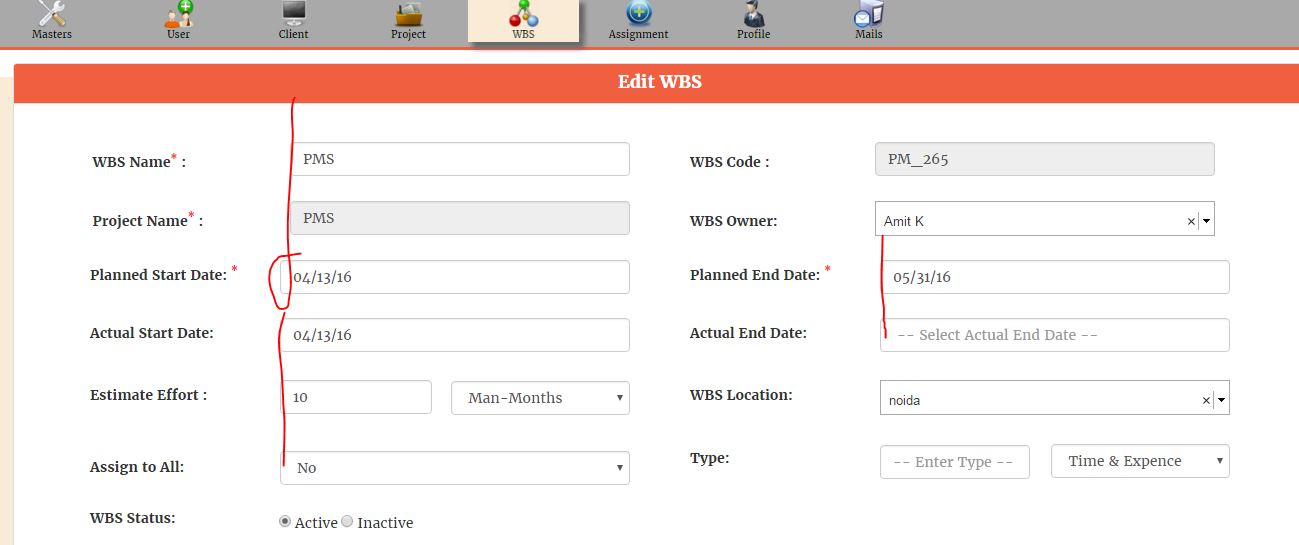 Masters User Client Project WBS Assignment Profile Mails
Edit WBS
WBS Name* : PMS WBS Code : PM_265
Project Name* : PMS WBS Owner: Amit K
Planned Start Date: * 04/13/16 Planned End Date: * 05/31/16
Actual Start Date: 04/13/16 Actual End Date: -- Select Actual End Date --
Estimate Effort : 10 Man-Months WBS Location: noida
Assign to All: No Type: -- Enter Type -- Time & Expence
WBS Status: Active Inactive